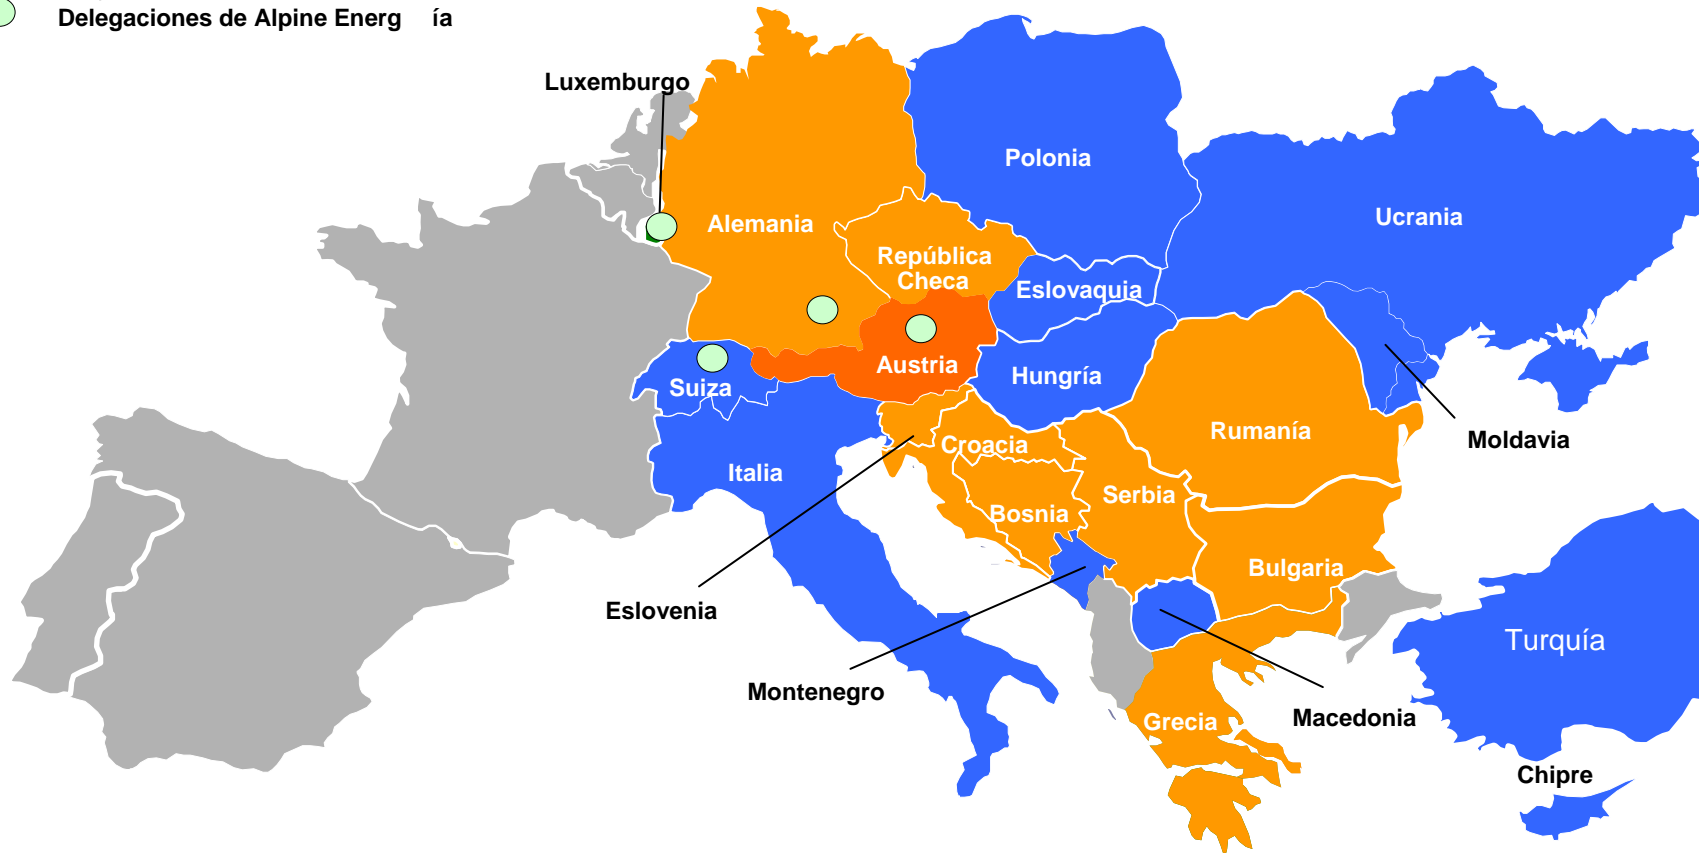 Delegaciones de Alpine Energ ía
Luxemburgo
Polonia
Ucrania
Alemania
República
Checa
Eslovaquia
Austria
Suiza
Hungría
Rumanía
Moldavia
Croacia
Italia
Serbia
Bosnia
Bulgaria
Eslovenia
Turquía
Montenegro
Macedonia
Grecia
Chipre